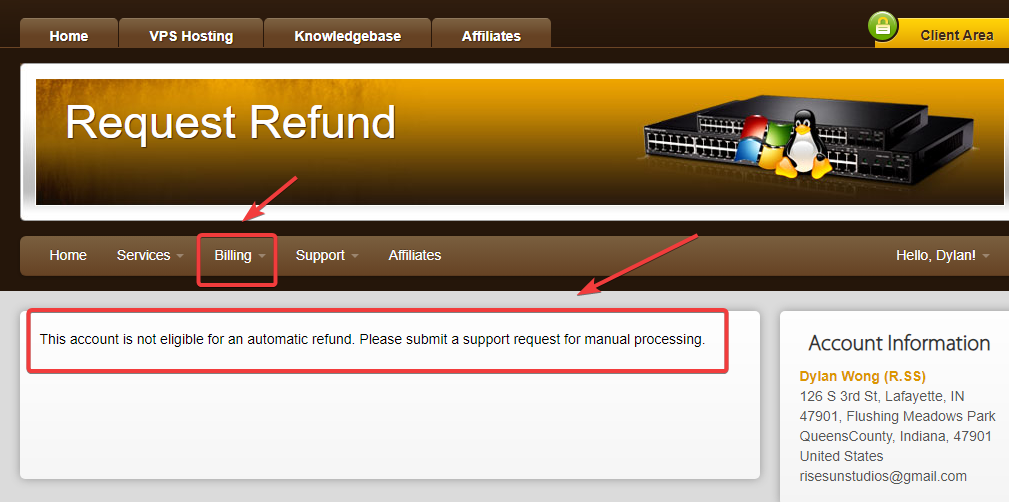 Home
VPS Hosting
Knowledgebase
Affiliates
Client Area
Request Refund
Home
Services
Billing
Support
Affiliates
Hello, Dylan!
This account is not eligible for an automatic refund. Please submit a support request for manual processing.
Account Information
Dylan Wong (R.SS)
126 S 3rd St, Lafayette, IN
47901, Flushing Meadows Park
QueensCounty, Indiana, 47901
United States
risesunstudios@gmail.com